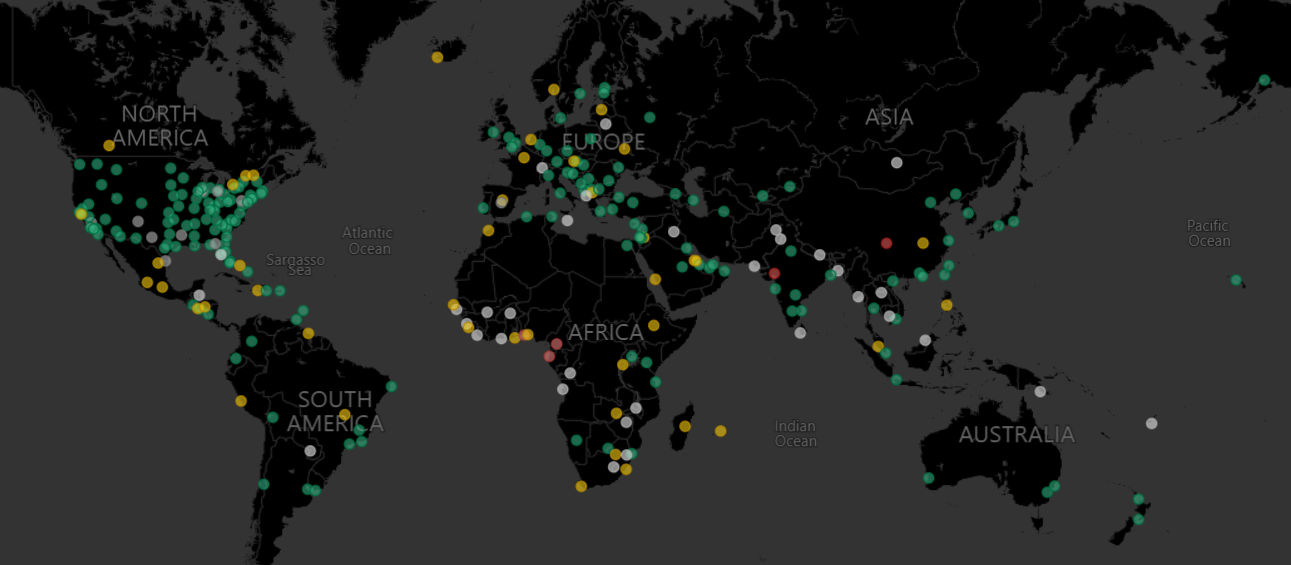 NORTH
AMERICA
ASIA
EUROPE
Pacific
Ocean
Atlantic
Ocean
Sargasso
Sea
AFRICA
SOUTH
AMERICA
Indian
Ocean
AUSTRALIA